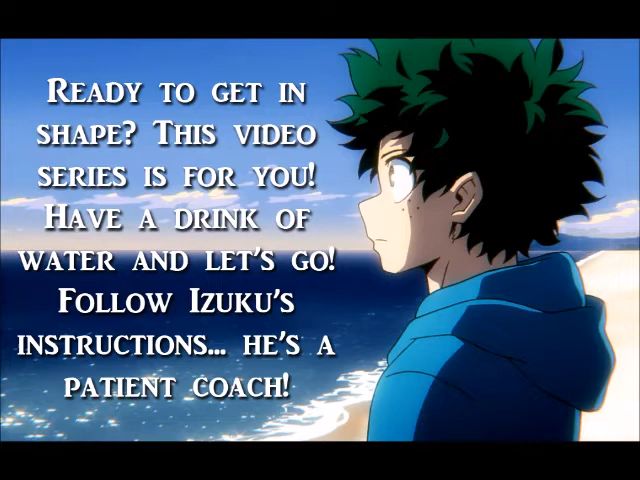 Ready to get in
shape? This video
series is for you!
Have a drink of
water and let's go!
Follow Izuku's
instructions... he's a
patient coach!